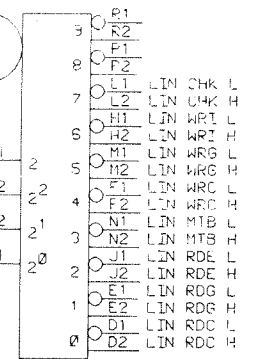 R1
9 R2
P1
8 P2
L1 LIN CHK L
7 L2 LIN CHK H
H1 LIN WRI L
6 H2 LIN WRI H
M1 LIN WRG L
5 M2 LIN WRG H
F1 LIN WRC L
4 F2 LIN WRC H
N1 LIN MTB L
3 N2 LIN MTB H
J1 LIN RDE L
2 J2 LIN RDE H
E1 LIN RDG L
1 E2 LIN RDG H
D1 LIN RDC L
0 D2 LIN RDC H
2
2²
2¹
2⁰